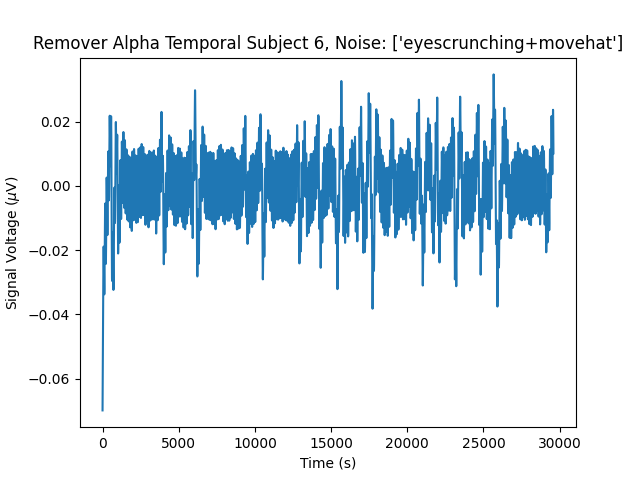 Remover Alpha Temporal Subject 6, Noise: ['eyescrunching+movehat']
Signal Voltage (μV)
0.02
0.00
−0.02
−0.04
−0.06
0 5000 10000 15000 20000 25000 30000
Time (s)